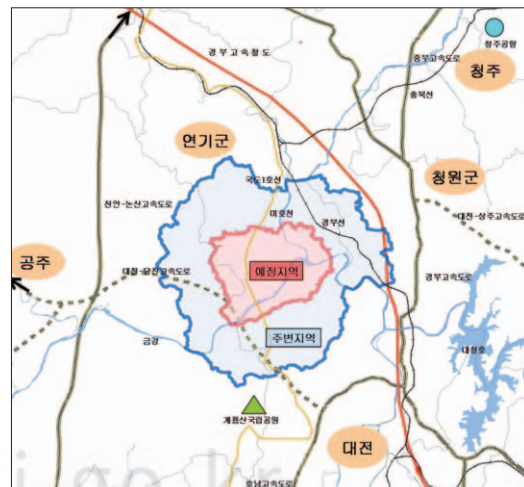 청주공항
경부고속철도
중부고속도로
청주
충북선
연기군
국도1호선
청원군
천안-논산고속도로
미호천
경부선
대전-상주고속도로
공주
대전-당진고속도로
예정지역
경부고속도로
금강
주변지역
대청호
계룡산국립공원
대전
호남고속도로
i.go.kr